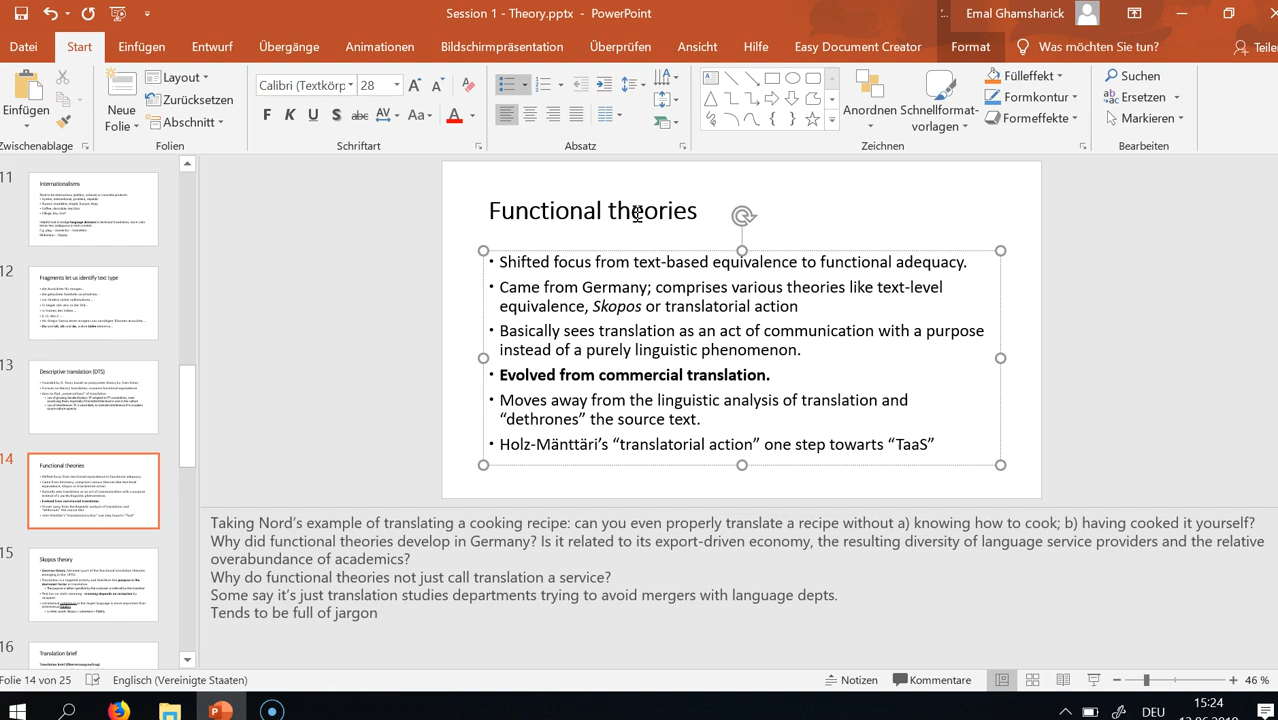 Session 1 - Theory.pptx - PowerPoint
Emal Ghamsharick
Datei Start Einfügen Entwurf Übergänge Animationen Bildschirmpräsentation Überprüfen Ansicht Hilfe Easy Document Creator Format Was möchten Sie tun? Teilen
Einfügen
Neue Folie
Layout
Zurücksetzen
Abschnitt
Calibri (Textkörp 28
F K U S abc AV Aa A
Anordnen
Schnellformat-vorlagen
Fülleffekt
Formkontur
Formeffekte
Suchen
Ersetzen
Markieren
Zwischenablage Folien Schriftart Absatz Zeichnen Bearbeiten
11
Internationalisms
12
Fragments let us identify text type
13
Descriptive translation (DTS)
14
Functional theories
15
Skopos theory
16
Translation brief
Functional theories
• Shifted focus from text-based equivalence to functional adequacy.
• Came from Germany; comprises various theories like text-level
equivalence, Skopos or translatorial action.
• Basically sees translation as an act of communication with a purpose
instead of a purely linguistic phenomenon.
• Evolved from commercial translation.
• Moves away from the linguistic analysis of translation and
“dethrones” the source text.
• Holz-Mänttäri’s “translatorial action” one step towarts “TaaS”
Taking Nord’s example of translating a cooking recipe: can you even properly translate a recipe without a) knowing how to cook; b) having cooked it yourself?
Why did functional theories develop in Germany? Is it related to its export-driven economy, the resulting diversity of language service providers and the relative
overabundance of academics?
Why do functional theories not just call translation a service?
Some say it’s just translation studies departments trying to avoid mergers with language depts.
Tends to be full of jargon
Folie 14 von 25 Englisch (Vereinigte Staaten) Notizen Kommentare 46 %
DEU
15:24